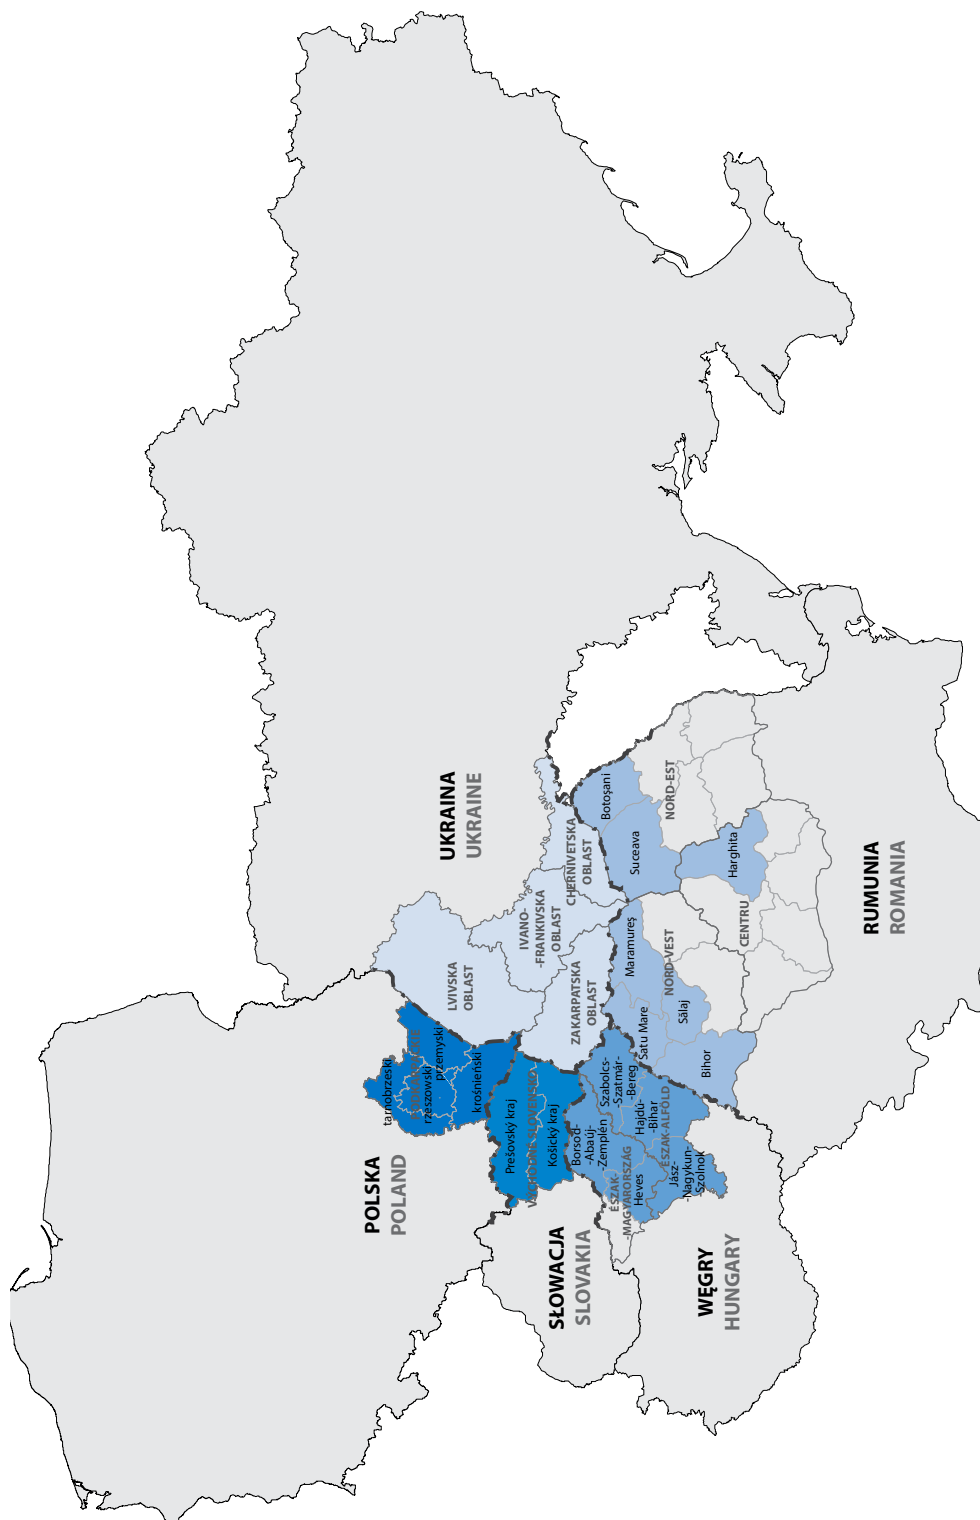 POLSKA
POLAND
tarnobrzeski
rzeszowski
przemyski
krośnieński
UKRAINA
UKRAINE
LVIVSKA
OBLAST
IVANO-
-FRANKIVSKA
OBLAST
CHERNIVETSKA
OBLAST
ZAKARPATSKA
OBLAST
SŁOWACJA
SLOVAKIA
VÝCHODNÉ SLOVENSKO
Prešovský kraj
Košický kraj
WĘGRY
HUNGARY
ÉSZAK-
-MAGYARORSZÁG
Borsod-
-Abaúj-
-Zemplén
Heves
ÉSZAK-ALFÖLD
Szabolcs-
-Szatmár-
-Bereg
Hajdú-
-Bihar
Jász-
-Nagykun-
-Szolnok
RUMUNIA
ROMANIA
NORD-VEST
Maramureş
Satu Mare
Sălaj
Bihor
NORD-EST
Botoşani
Suceava
CENTRU
Harghita